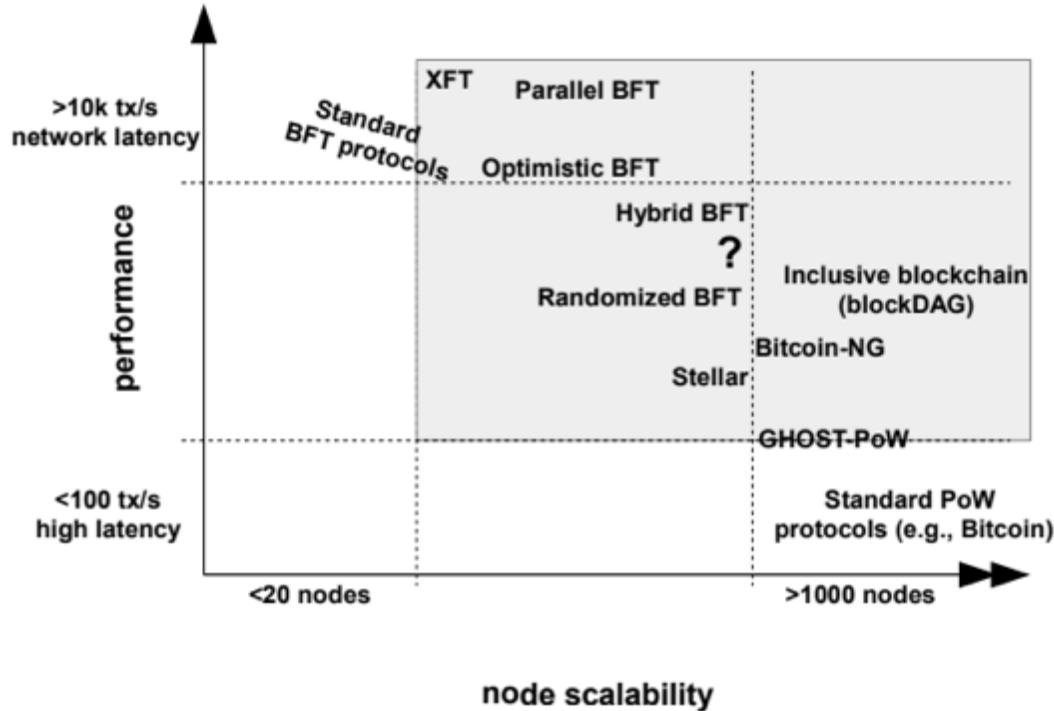 >10k tx/s
network latency
performance
<100 tx/s
high latency
XFT
Parallel BFT
Standard
BFT protocols
Optimistic BFT
Hybrid BFT
?
Randomized BFT
Inclusive blockchain
(blockDAG)
Bitcoin-NG
Stellar
GHOST-PoW
Standard PoW
protocols (e.g., Bitcoin)
<20 nodes
>1000 nodes
node scalability